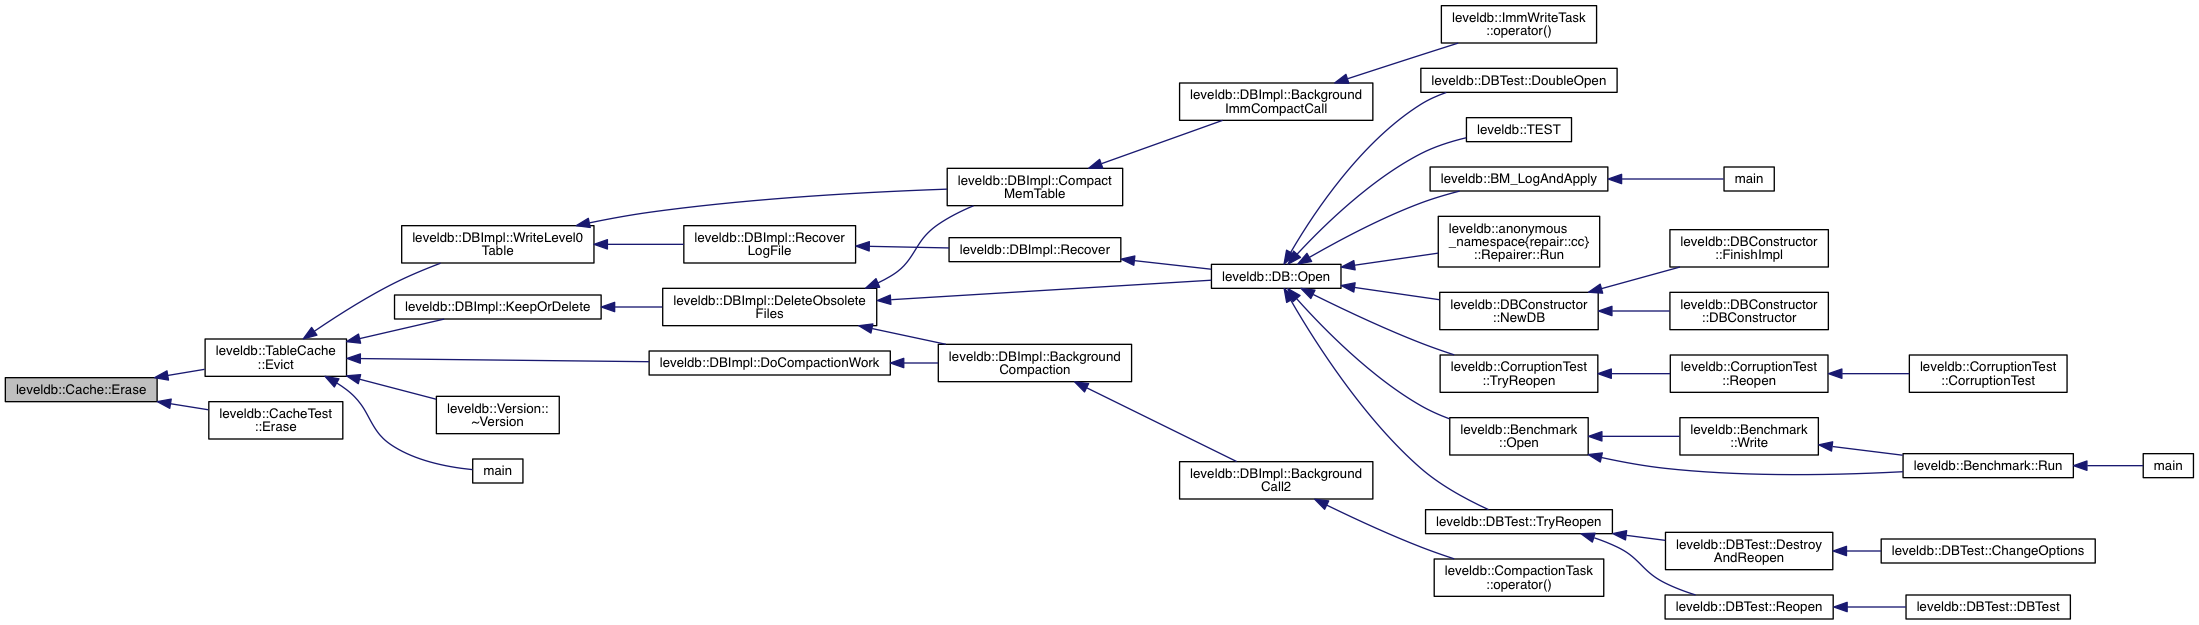 leveldb::ImmWriteTask
::operator()
leveldb::DBTest::DoubleOpen
leveldb::DBImpl::Background
ImmCompactCall
leveldb::TEST
leveldb::DBImpl::Compact
MemTable
leveldb::BM_LogAndApply
main
leveldb::DBImpl::WriteLevel0
Table
leveldb::DBImpl::Recover
LogFile
leveldb::DBImpl::Recover
leveldb::anonymous
_namespace{repair::cc}
::Repairer::Run
leveldb::DBConstructor
::FinishImpl
leveldb::DB::Open
leveldb::DBImpl::KeepOrDelete
leveldb::DBImpl::DeleteObsolete
Files
leveldb::DBConstructor
::NewDB
leveldb::DBConstructor
::DBConstructor
leveldb::TableCache
::Evict
leveldb::DBImpl::DoCompactionWork
leveldb::DBImpl::Background
Compaction
leveldb::CorruptionTest
::TryReopen
leveldb::CorruptionTest
::Reopen
leveldb::CorruptionTest
::CorruptionTest
leveldb::Cache::Erase
leveldb::CacheTest
::Erase
leveldb::Version::
~Version
leveldb::Benchmark
::Open
leveldb::Benchmark
::Write
main
leveldb::DBImpl::Background
Call2
leveldb::Benchmark::Run
main
leveldb::DBTest::TryReopen
leveldb::DBTest::Destroy
AndReopen
leveldb::DBTest::ChangeOptions
leveldb::CompactionTask
::operator()
leveldb::DBTest::Reopen
leveldb::DBTest::DBTest